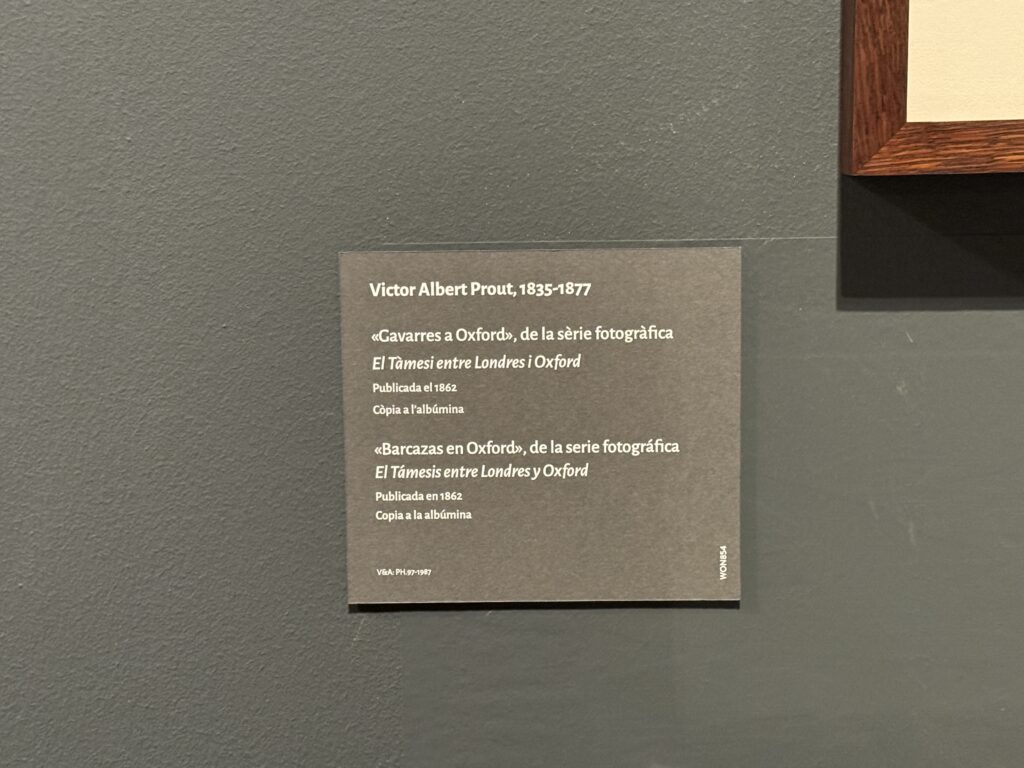 Victor Albert Prout, 1835-1877
«Gavarres a Oxford», de la sèrie fotogràfica
El Tàmesi entre Londres i Oxford
Publicada el 1862
Còpia a l'albúmina
«Barcazas en Oxford», de la serie fotográfica
El Támesis entre Londres y Oxford
Publicada en 1862
Copia a la albúmina
V&A: PH.97-1987
WON854